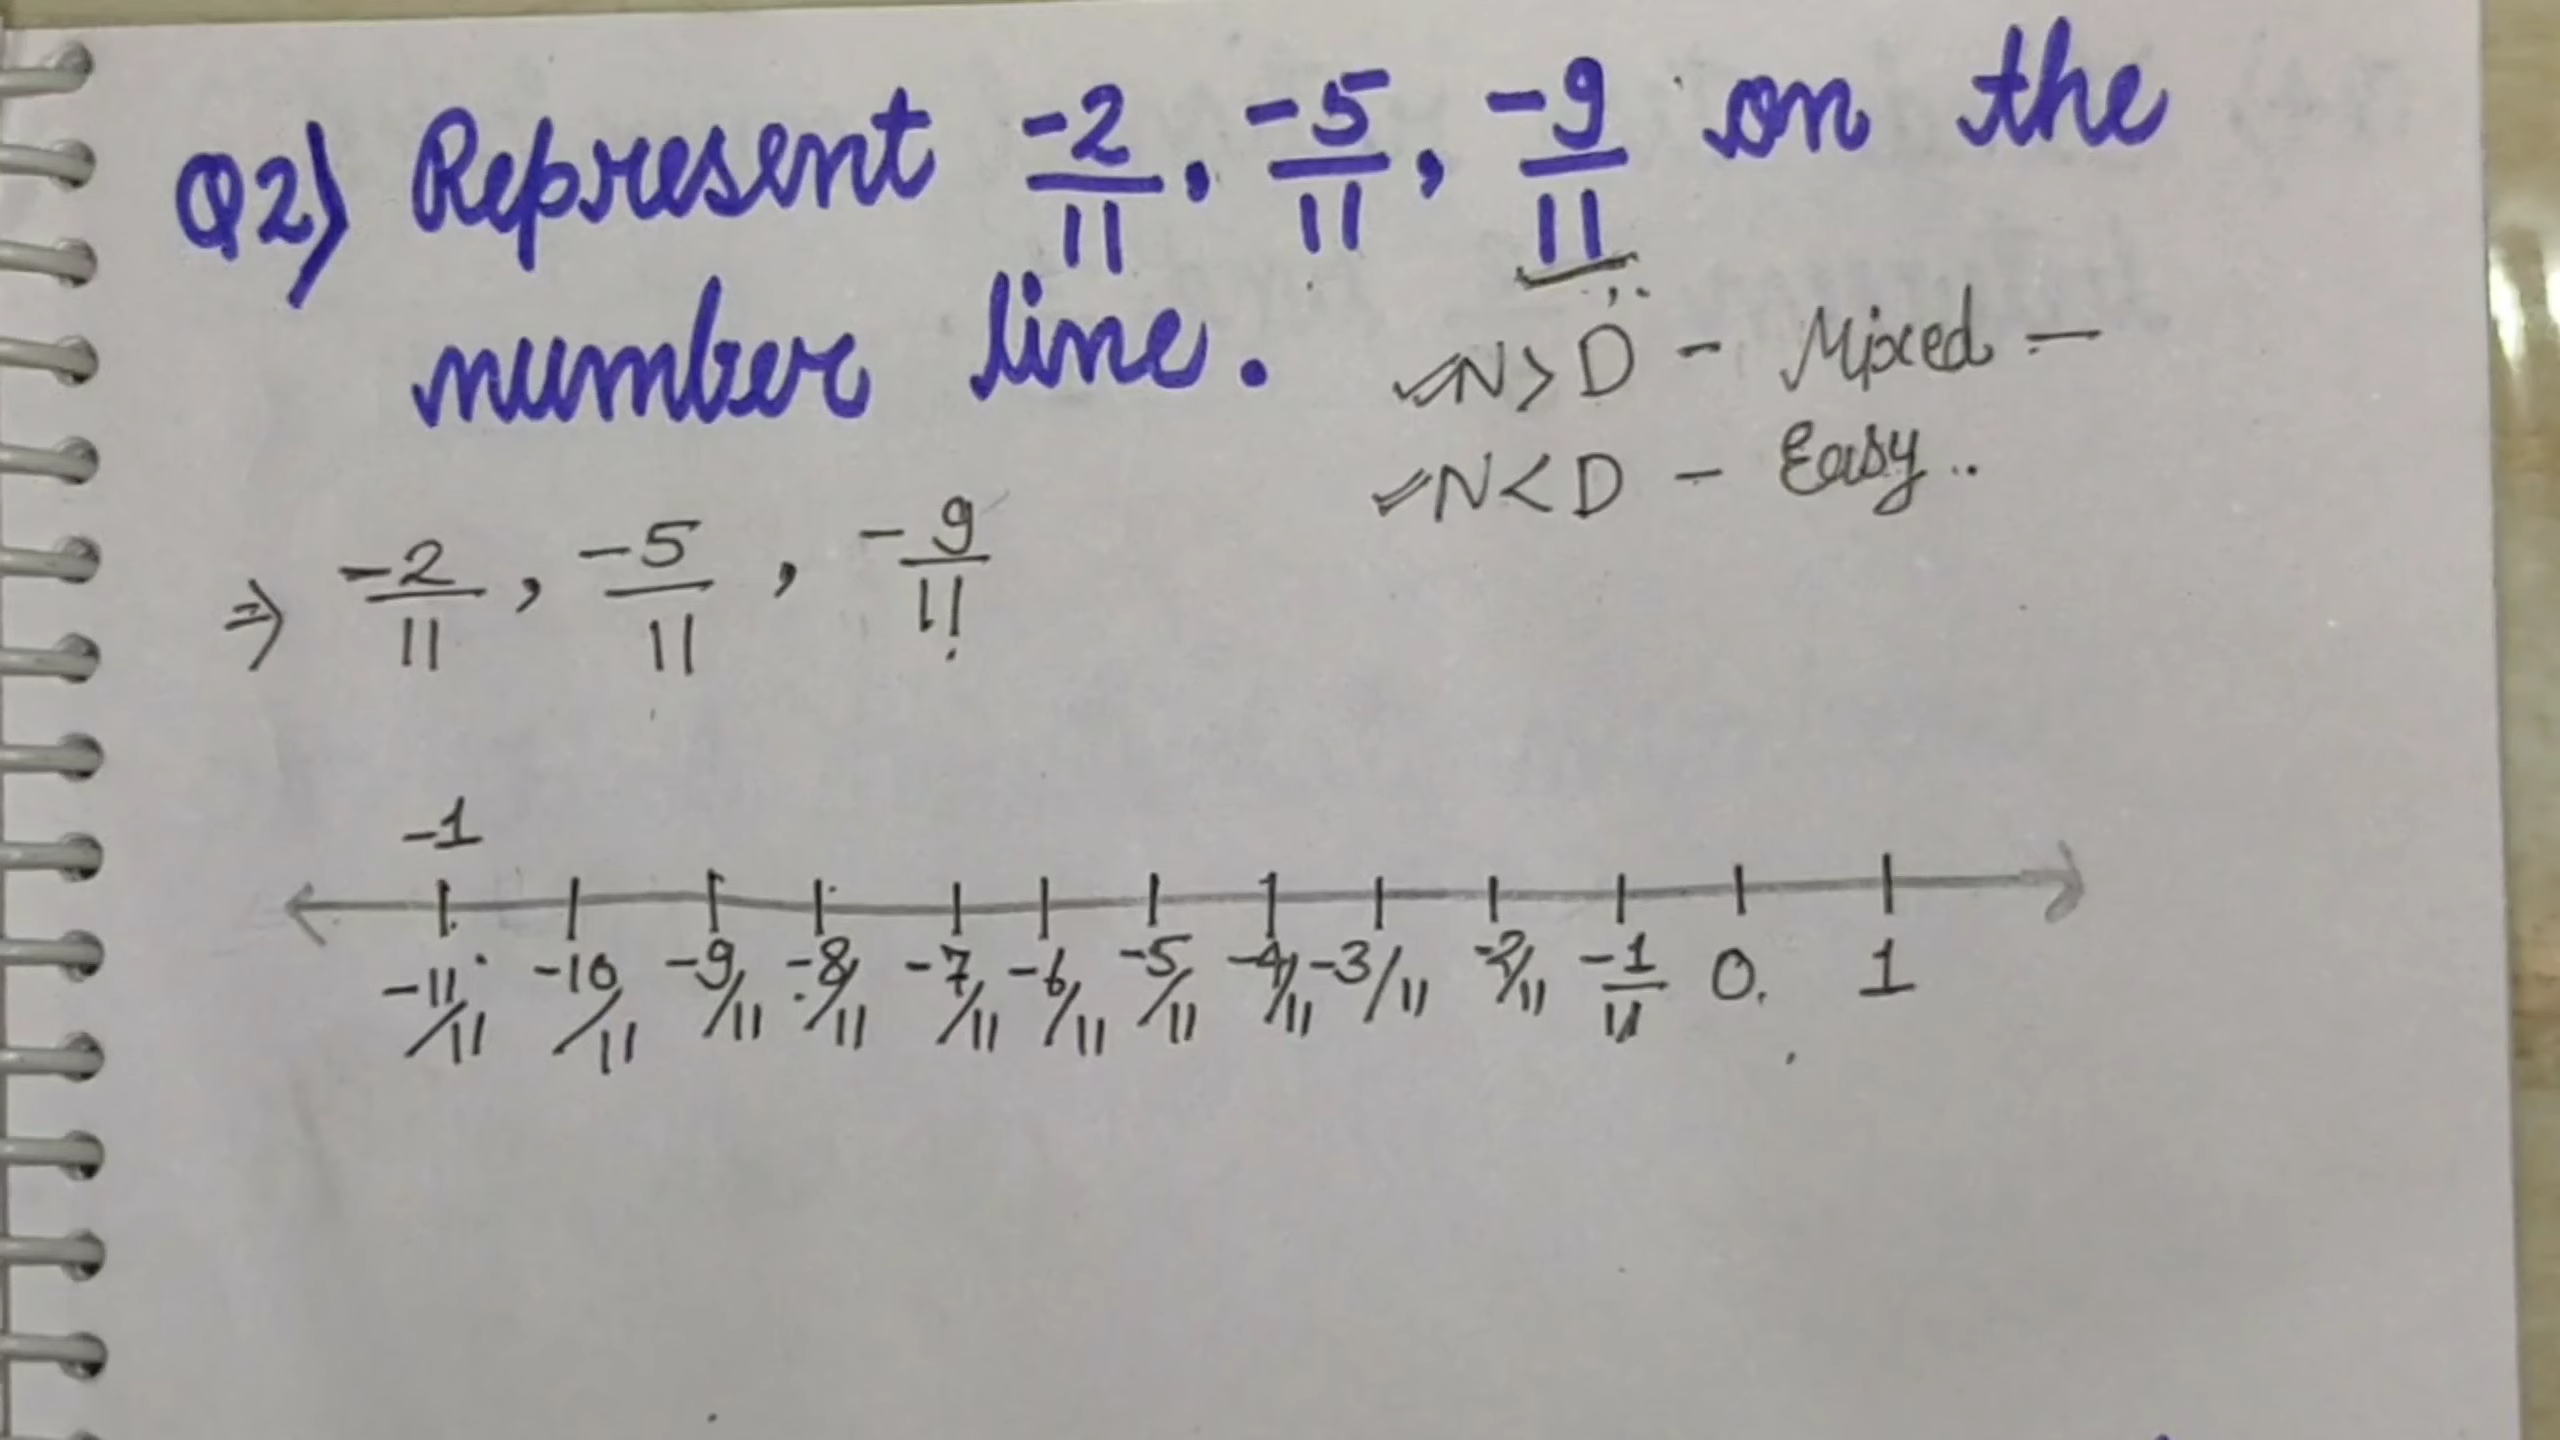 Q2) Represent -2/11, -5/11, -9/11 on the
number line.
N>D - Mixed -
N<D - Easy..
⇒ -2/11, -5/11, -9/11
-1
-11/11 -10/11 -9/11 -8/11 -7/11 -6/11 -5/11 -4/11 -3/11 -2/11 -1/11 0 1